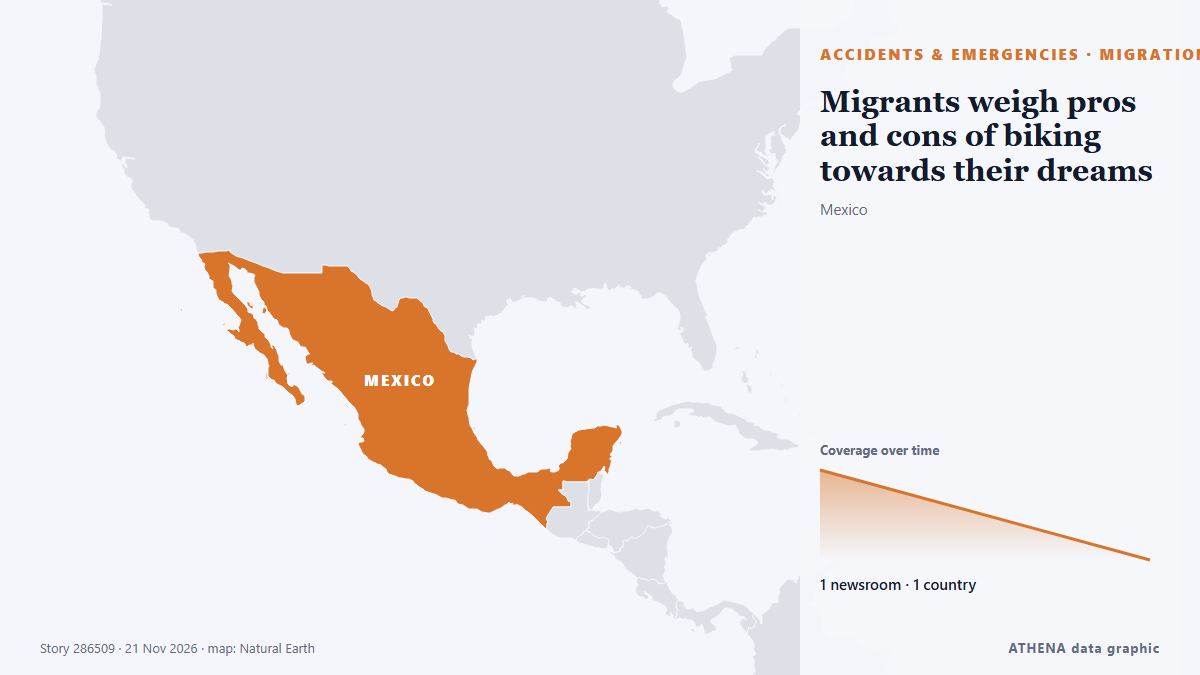 ACCIDENTS & EMERGENCIES · MIGRATION
Migrants weigh pros
and cons of biking
towards their dreams
Mexico
MEXICO
Coverage over time
1 newsroom · 1 country
Story 286509 · 21 Nov 2026 · map: Natural Earth
ATHENA data graphic